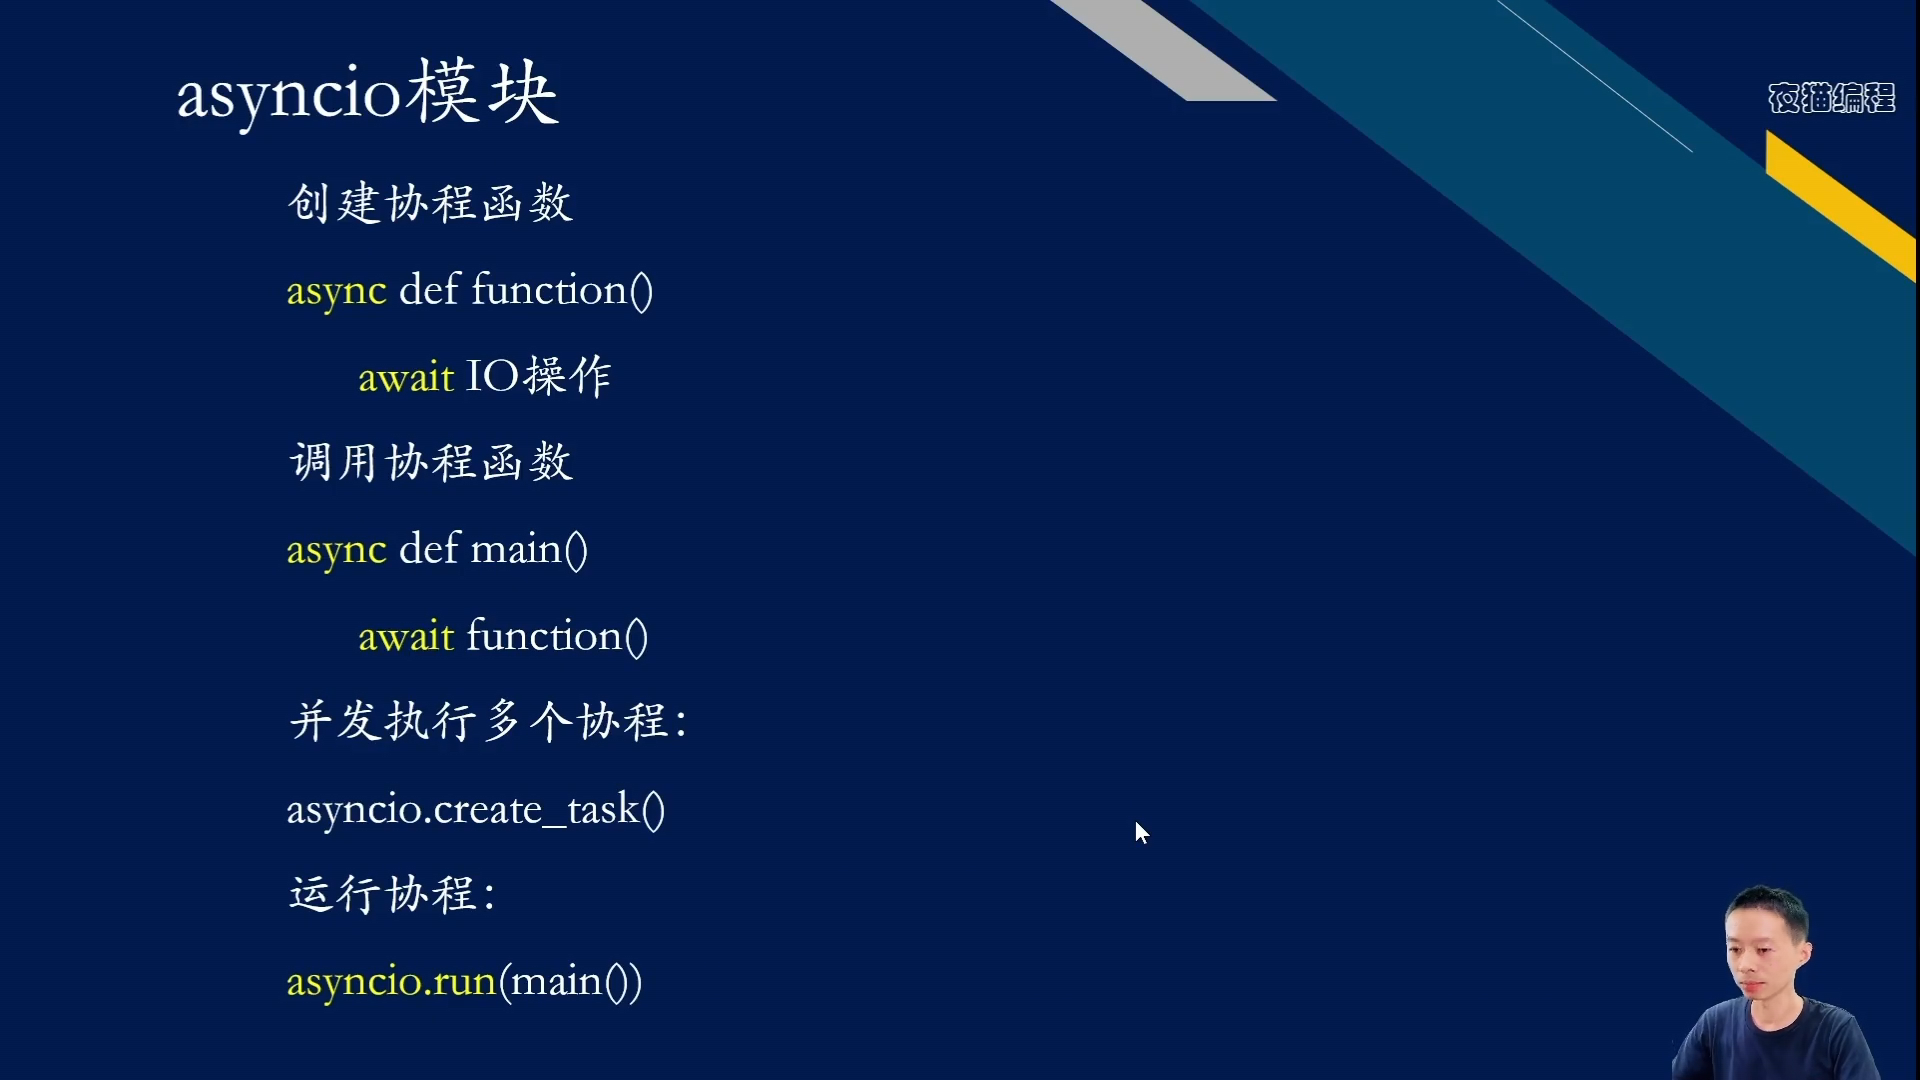 asyncio模块
夜猫编程
创建协程函数
async def function()
await IO操作
调用协程函数
async def main()
await function()
并发执行多个协程：
asyncio.create_task()
运行协程：
asyncio.run(main())